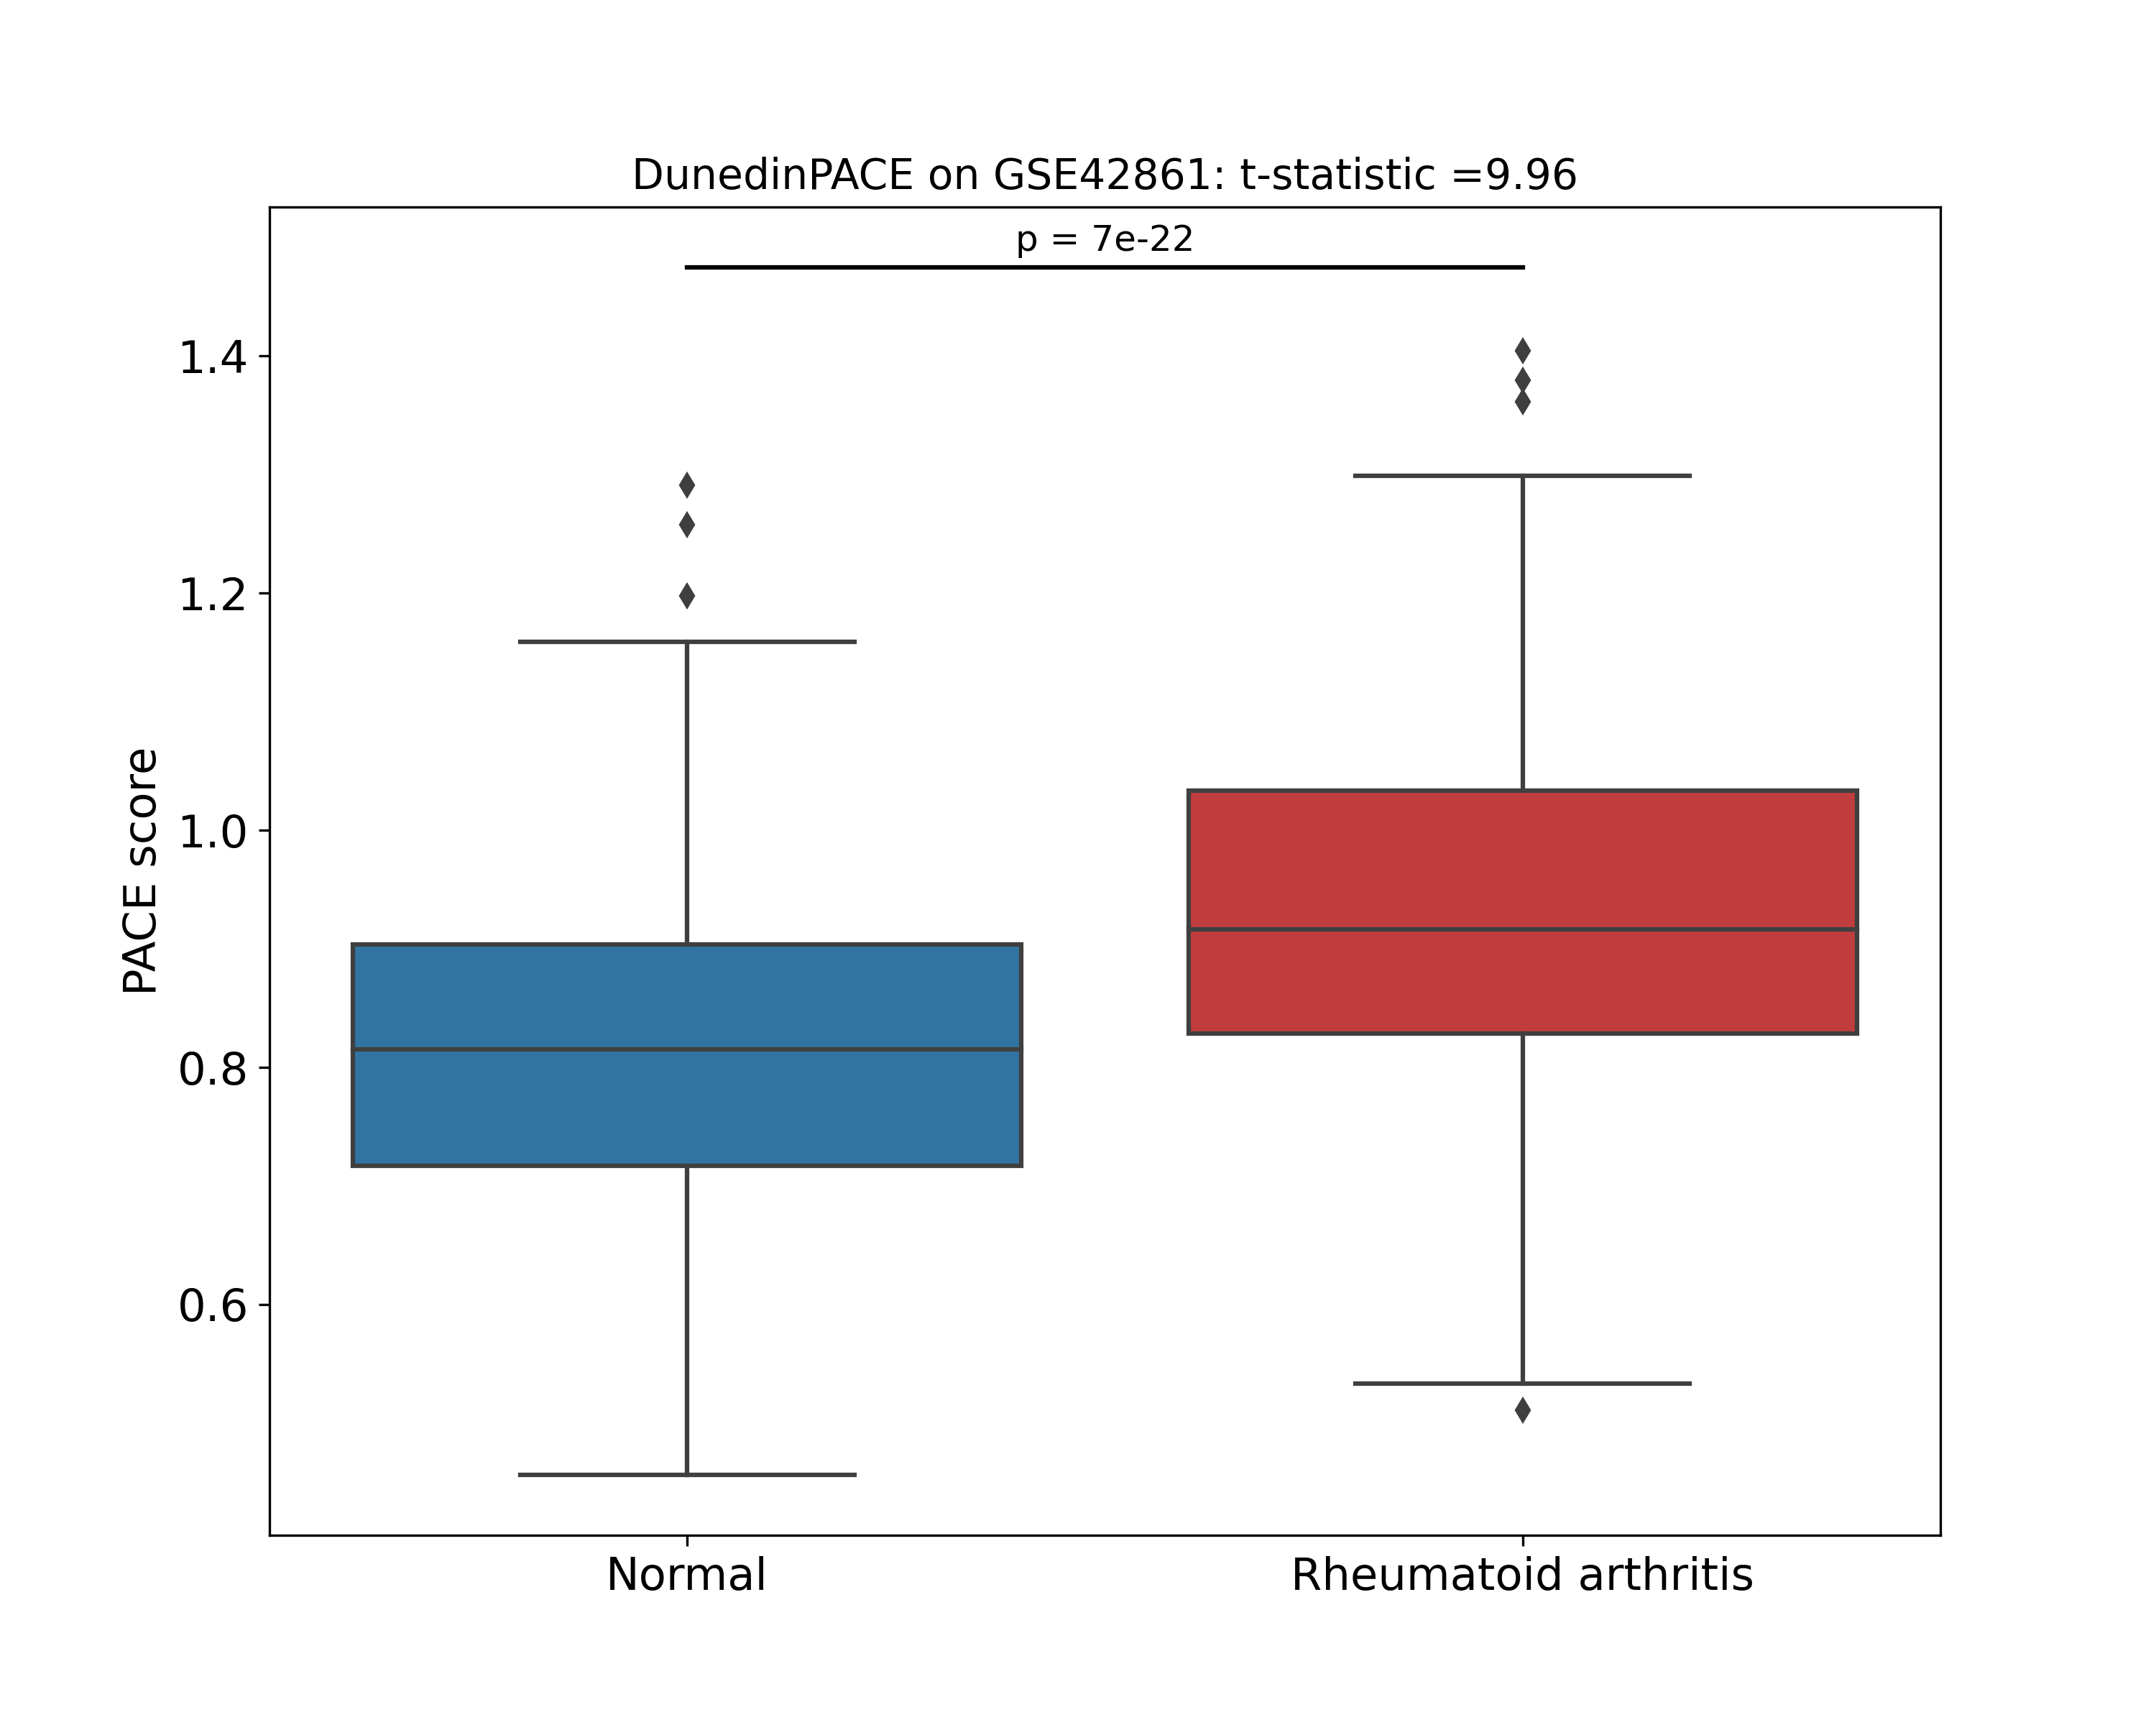 DunedinPACE on GSE42861: t-statistic =9.96
p = 7e-22
1.4
1.2
1.0
0.8
0.6
PACE score
Normal
Rheumatoid arthritis